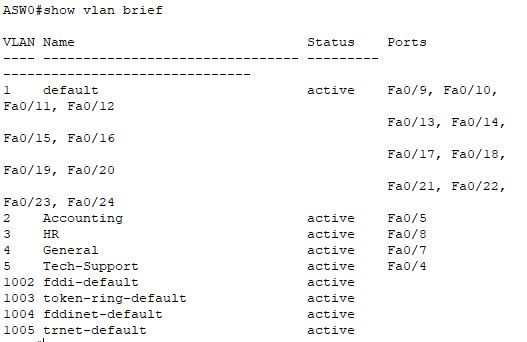 ASW0#show vlan brief
VLAN Name Status Ports
---- -------------------------------- ---------
-------------------------------
1 default active Fa0/9, Fa0/10,
Fa0/11, Fa0/12
Fa0/13, Fa0/14,
Fa0/15, Fa0/16
Fa0/17, Fa0/18,
Fa0/19, Fa0/20
Fa0/21, Fa0/22,
Fa0/23, Fa0/24
2 Accounting active Fa0/5
3 HR active Fa0/8
4 General active Fa0/7
5 Tech-Support active Fa0/4
1002 fddi-default active
1003 token-ring-default active
1004 fddinet-default active
1005 trnet-default active